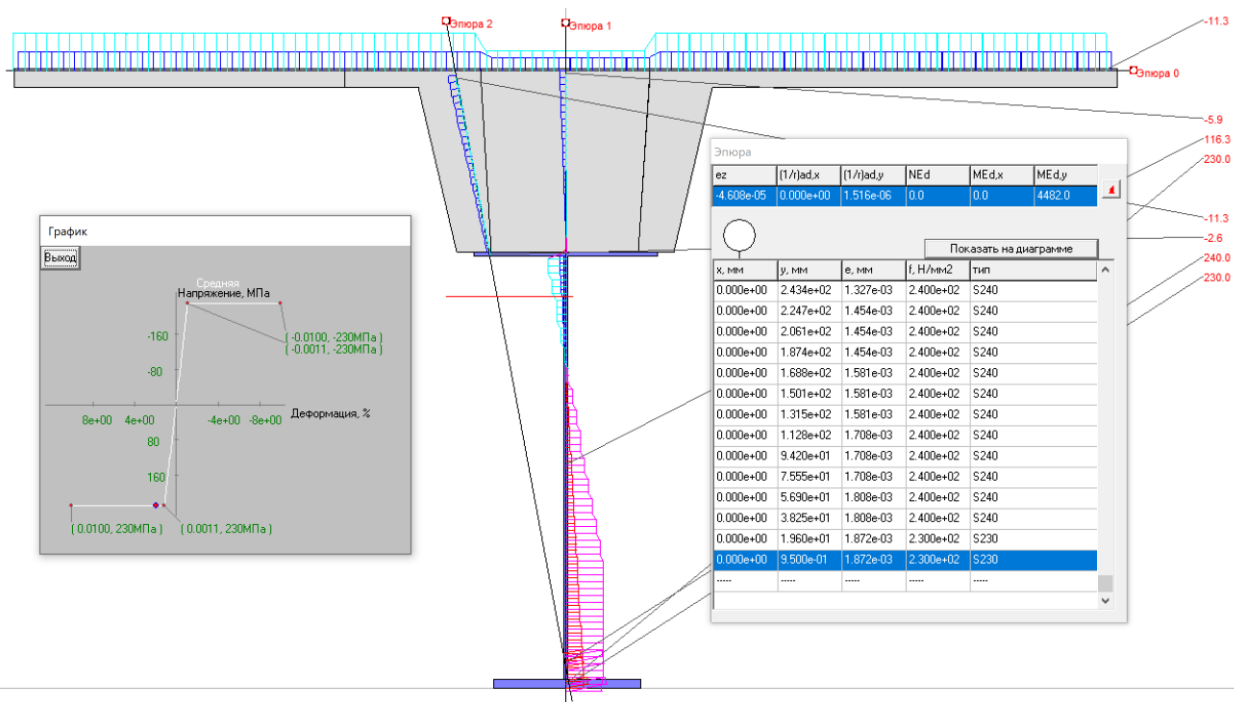 Эпюра 2
Эпюра 1
-11.3
Эпюра 0
-5.9
116.3
230.0
-11.3
-2.6
240.0
230.0
График
Выход
Средняя
Напряжение, МПа
-160
(-0.0100, -230МПа )
(-0.0011, -230МПа )
-80
Деформация, %
8e+00 4e+00 -4e+00 -8e+00
80
160
( 0.0100, 230МПа ) ( 0.0011, 230МПа )
Эпюра
ez (1/r)ad,x (1/r)ad,y NEd MEd,x MEd,y
-4.608e-05 0.000e+00 1.516e-06 0.0 0.0 4482.0
Показать на диаграмме
x, мм y, мм e, мм f, Н/мм2 тип
0.000e+00 2.434e+02 1.327e-03 2.400e+02 S240
0.000e+00 2.247e+02 1.454e-03 2.400e+02 S240
0.000e+00 2.061e+02 1.454e-03 2.400e+02 S240
0.000e+00 1.874e+02 1.454e-03 2.400e+02 S240
0.000e+00 1.688e+02 1.581e-03 2.400e+02 S240
0.000e+00 1.501e+02 1.581e-03 2.400e+02 S240
0.000e+00 1.315e+02 1.581e-03 2.400e+02 S240
0.000e+00 1.128e+02 1.708e-03 2.400e+02 S240
0.000e+00 9.420e+01 1.708e-03 2.400e+02 S240
0.000e+00 7.555e+01 1.708e-03 2.400e+02 S240
0.000e+00 5.690e+01 1.808e-03 2.400e+02 S240
0.000e+00 3.825e+01 1.808e-03 2.400e+02 S240
0.000e+00 1.960e+01 1.872e-03 2.300e+02 S230
0.000e+00 9.500e-01 1.872e-03 2.300e+02 S230
----- ----- ----- ----- -----